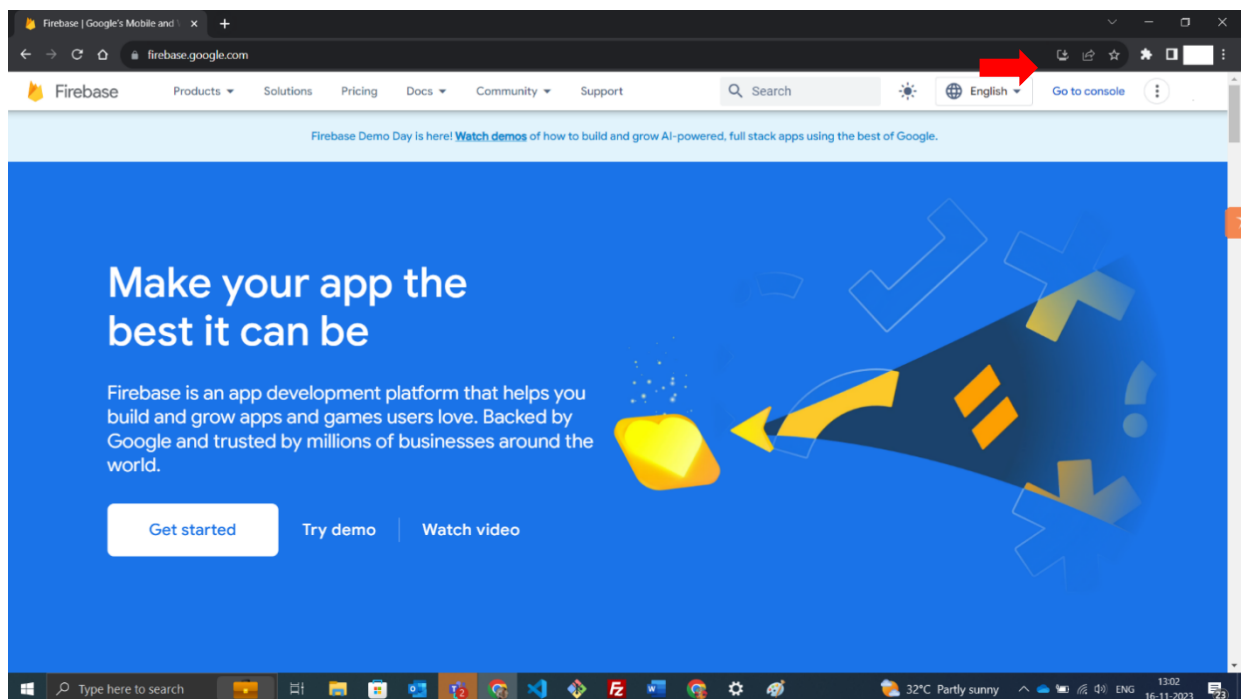 Firebase | Google's Mobile and
firebase.google.com
Firebase Products Solutions Pricing Docs Community Support Search English Go to console
Firebase Demo Day is here! Watch demos of how to build and grow AI-powered, full stack apps using the best of Google.
Make your app the
best it can be
Firebase is an app development platform that helps you
build and grow apps and games users love. Backed by
Google and trusted by millions of businesses around the
world.
Get started Try demo Watch video
Type here to search 32°C Partly sunny ENG 13:02
16-11-2023 23